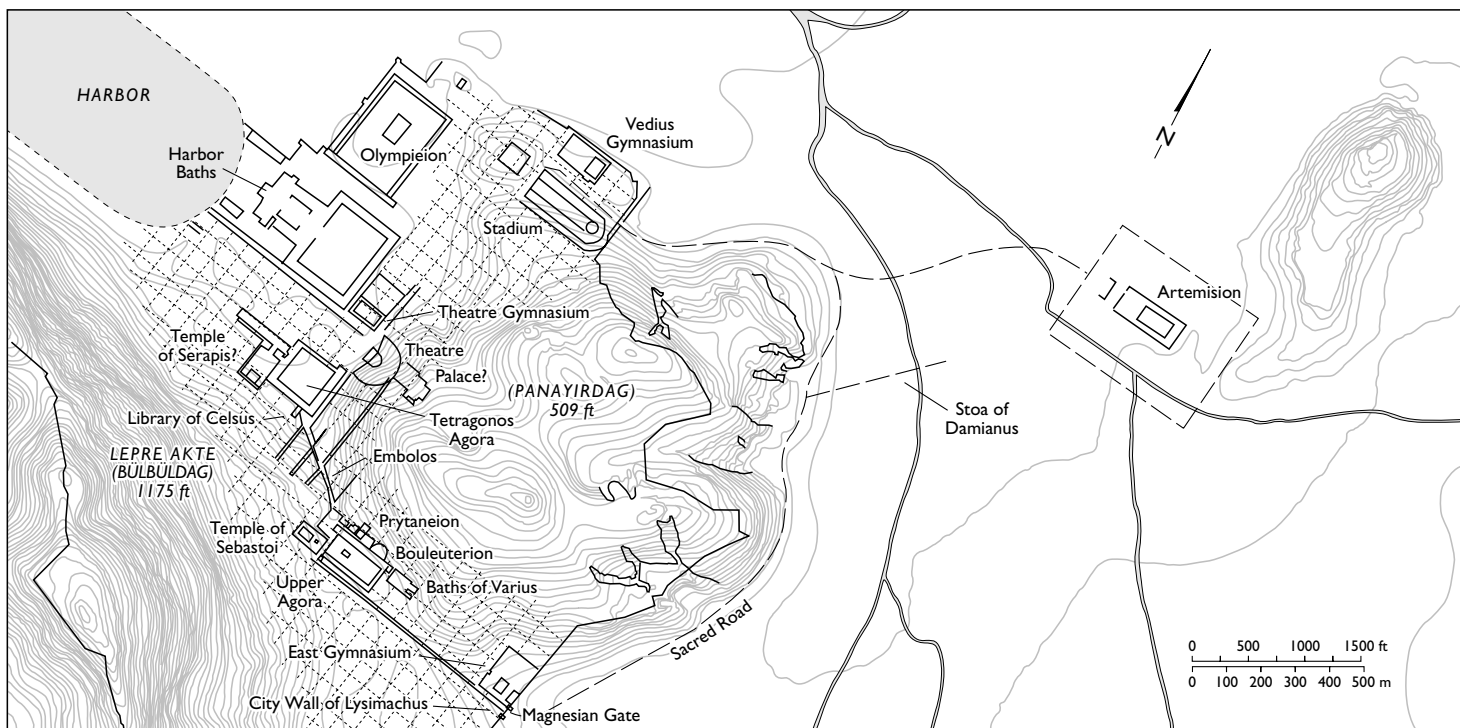 HARBOR
Harbor
Baths
Olympieion
Vedius
Gymnasium
N
Stadium
Artemision
Theatre Gymnasium
Temple
of Serapis?
Theatre
Palace?
(PANAYIRDAG)
509 ft
Library of Celsus
Tetragonos
Agora
Stoa of
Damianus
LEPRE AKTE
(BÜLBÜLDAG)
1175 ft
Embolos
Temple of
Sebastoi
Prytaneion
Bouleuterion
Upper
Agora
Baths of Varius
Sacred Road
East Gymnasium
City Wall of Lysimachus
Magnesian Gate
0 500 1000 1500 ft
0 100 200 300 400 500 m